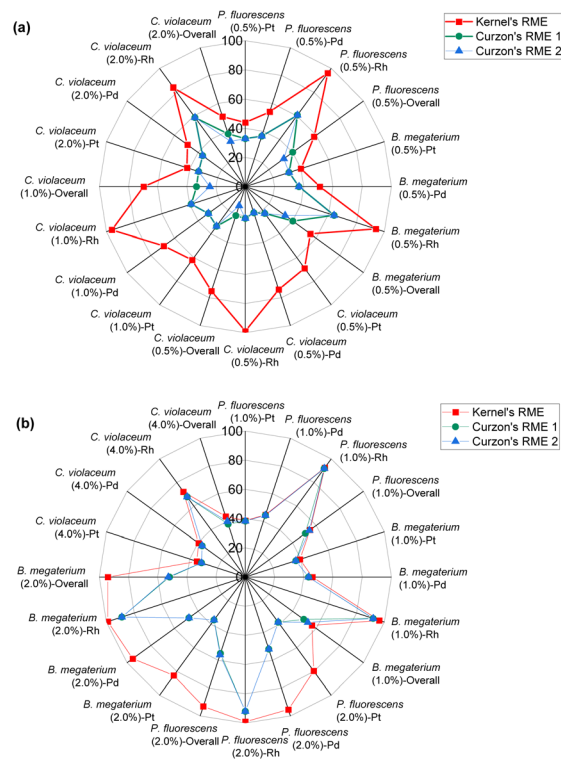 (a)
Kernel's RME
Curzon's RME 1
Curzon's RME 2
P. fluorescens
(0.5%)-Pt
P. fluorescens
(0.5%)-Pd
P. fluorescens
(0.5%)-Rh
P. fluorescens
(0.5%)-Overall
B. megaterium
(0.5%)-Pt
B. megaterium
(0.5%)-Pd
B. megaterium
(0.5%)-Rh
B. megaterium
(0.5%)-Overall
C. violaceum
(0.5%)-Pt
C. violaceum
(0.5%)-Pd
C. violaceum
(0.5%)-Rh
C. violaceum
(0.5%)-Overall
C. violaceum
(1.0%)-Pt
C. violaceum
(1.0%)-Pd
C. violaceum
(1.0%)-Rh
C. violaceum
(1.0%)-Overall
C. violaceum
(2.0%)-Pt
C. violaceum
(2.0%)-Pd
C. violaceum
(2.0%)-Rh
C. violaceum
(2.0%)-Overall
100
80
60
40
20
0
(b)
Kernel's RME
Curzon's RME 1
Curzon's RME 2
P. fluorescens
(1.0%)-Pt
P. fluorescens
(1.0%)-Pd
P. fluorescens
(1.0%)-Rh
P. fluorescens
(1.0%)-Overall
B. megaterium
(1.0%)-Pt
B. megaterium
(1.0%)-Pd
B. megaterium
(1.0%)-Rh
B. megaterium
(1.0%)-Overall
P. fluorescens
(2.0%)-Pt
P. fluorescens
(2.0%)-Pd
P. fluorescens
(2.0%)-Rh
P. fluorescens
(2.0%)-Overall
B. megaterium
(2.0%)-Pt
B. megaterium
(2.0%)-Pd
B. megaterium
(2.0%)-Rh
B. megaterium
(2.0%)-Overall
C. violaceum
(4.0%)-Pt
C. violaceum
(4.0%)-Pd
C. violaceum
(4.0%)-Rh
C. violaceum
(4.0%)-Overall
100
80
60
40
20
0